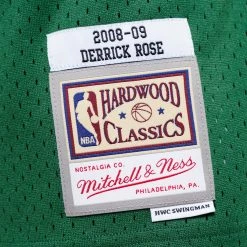 2008-09
DERRICK ROSE
HARDWOOD
NBA
CLASSICS
NOSTALGIA CO.
Mitchell & Ness
PHILADELPHIA, PA.
HWC SWINGMAN